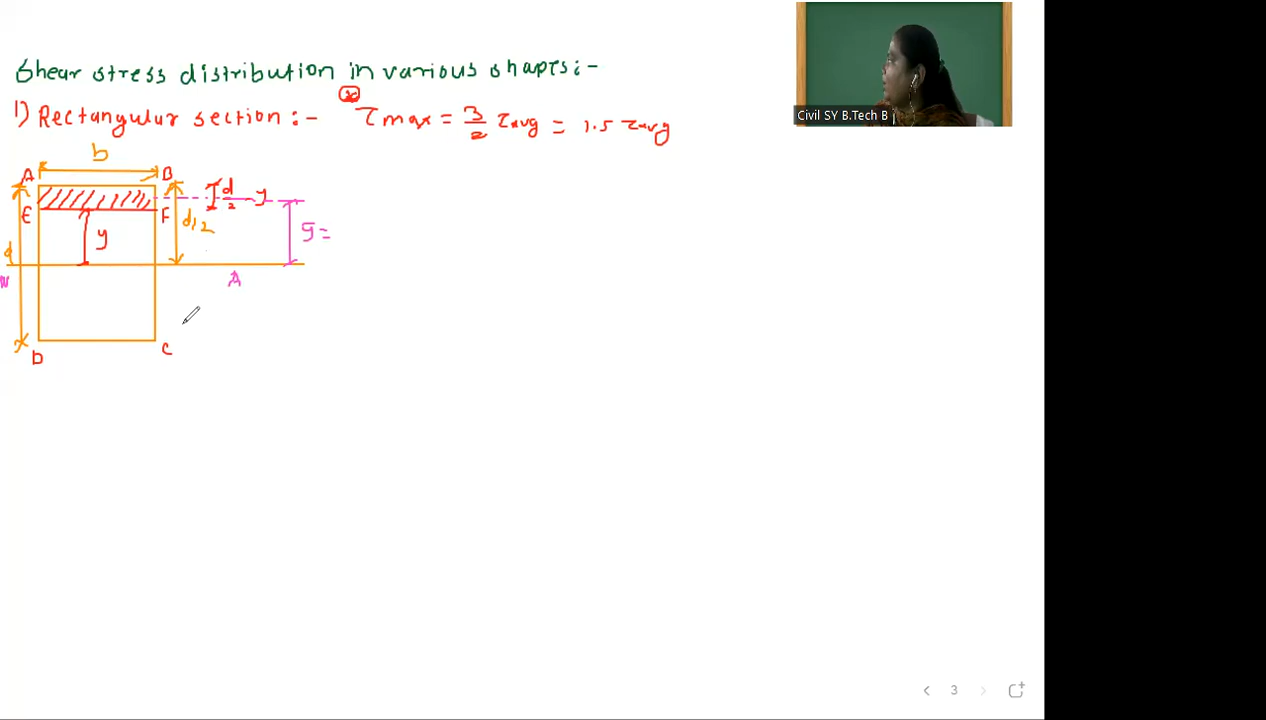 Shear stress distribution in various shapes:-
1) Rectangular section:- * τmax = 3/2 τavg = 1.5 τavg
Civil SY B.Tech B
b
A B
d/2 - y
E F
y d/2 ȳ =
d
N A
D C
3